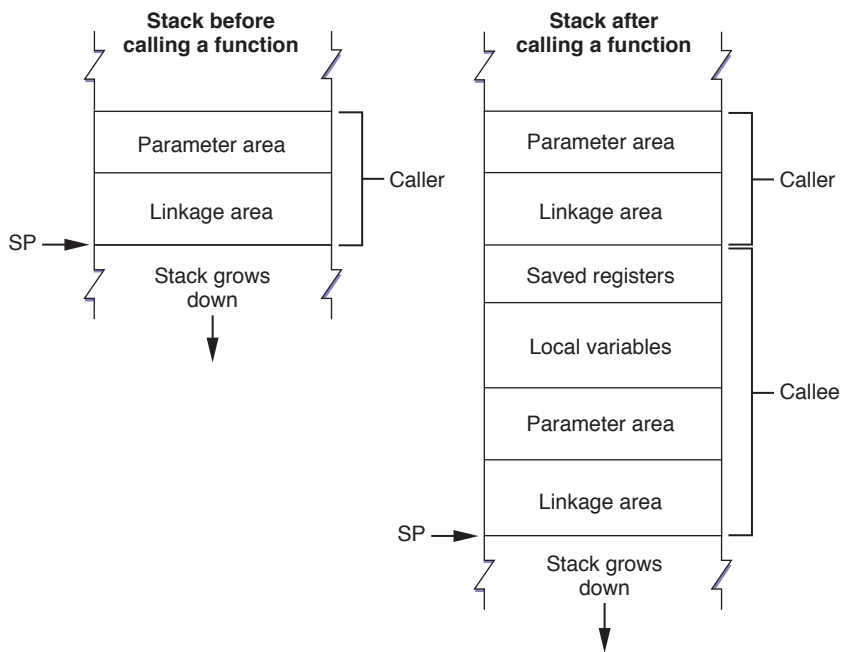 Stack before
calling a function
Parameter area
Linkage area
Caller
SP
Stack grows
down
Stack after
calling a function
Parameter area
Linkage area
Caller
Saved registers
Local variables
Parameter area
Linkage area
Callee
SP
Stack grows
down